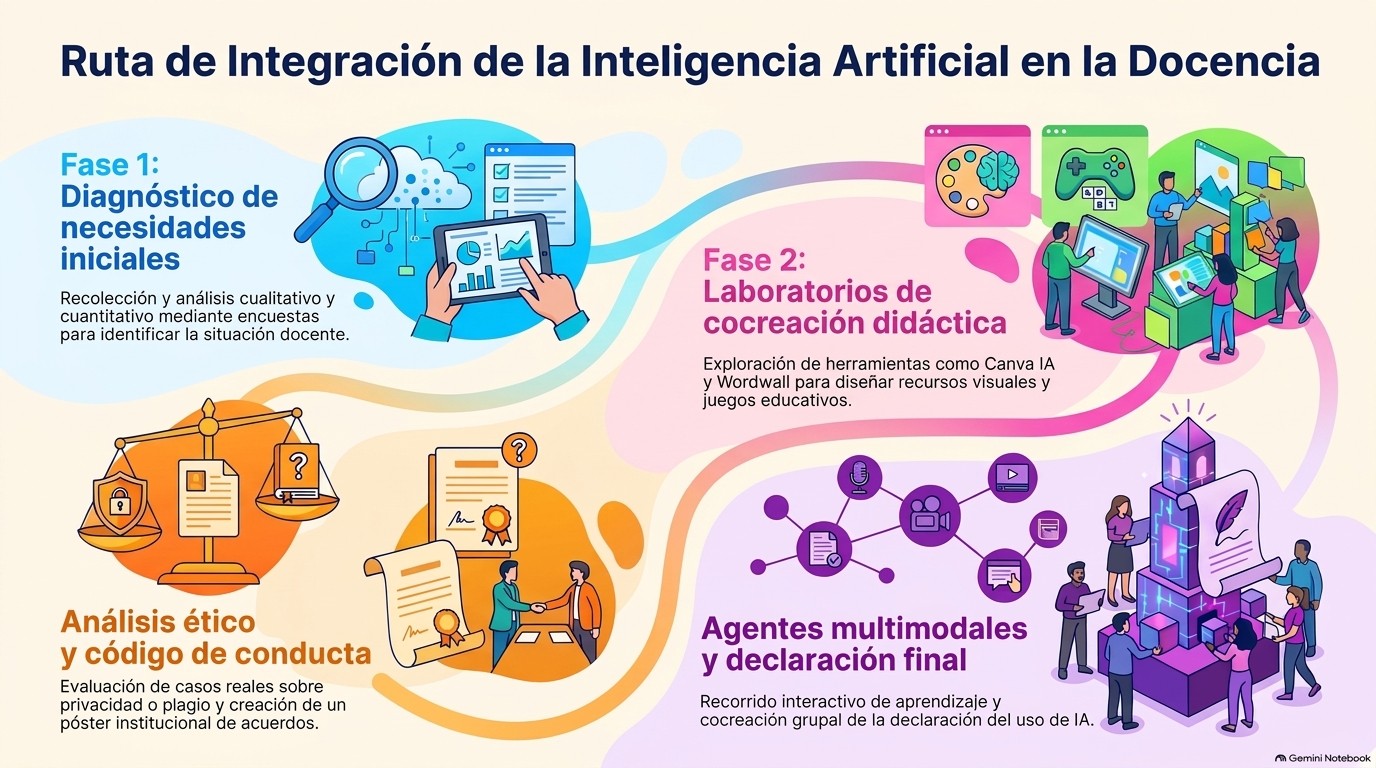 Ruta de Integración de la Inteligencia Artificial en la Docencia
Fase 1:
Diagnóstico de
necesidades
iniciales
Recolección y análisis cualitativo y
cuantitativo mediante encuestas
para identificar la situación docente.
Fase 2:
Laboratorios de
cocreación didáctica
Exploración de herramientas como Canva IA
y Wordwall para diseñar recursos visuales y
juegos educativos.
Análisis ético
y código de conducta
Evaluación de casos reales sobre
privacidad o plagio y creación de un
póster institucional de acuerdos.
Agentes multimodales
y declaración final
Recorrido interactivo de aprendizaje y
cocreación grupal de la declaración del uso de IA.
Gemini Notebook